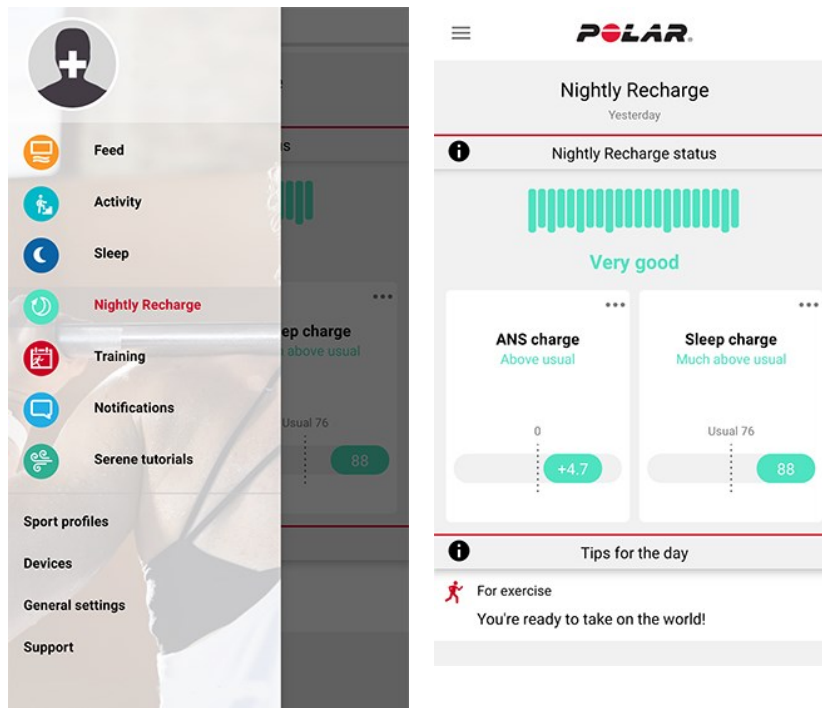 Feed
Activity
Sleep
Nightly Recharge
Training
Notifications
Serene tutorials
Sport profiles
Devices
General settings
Support
ep charge
above usual
Usual 76
88
POLAR.
Nightly Recharge
Yesterday
Nightly Recharge status
Very good
ANS charge
Above usual
0
+4.7
Sleep charge
Much above usual
Usual 76
88
Tips for the day
For exercise
You're ready to take on the world!